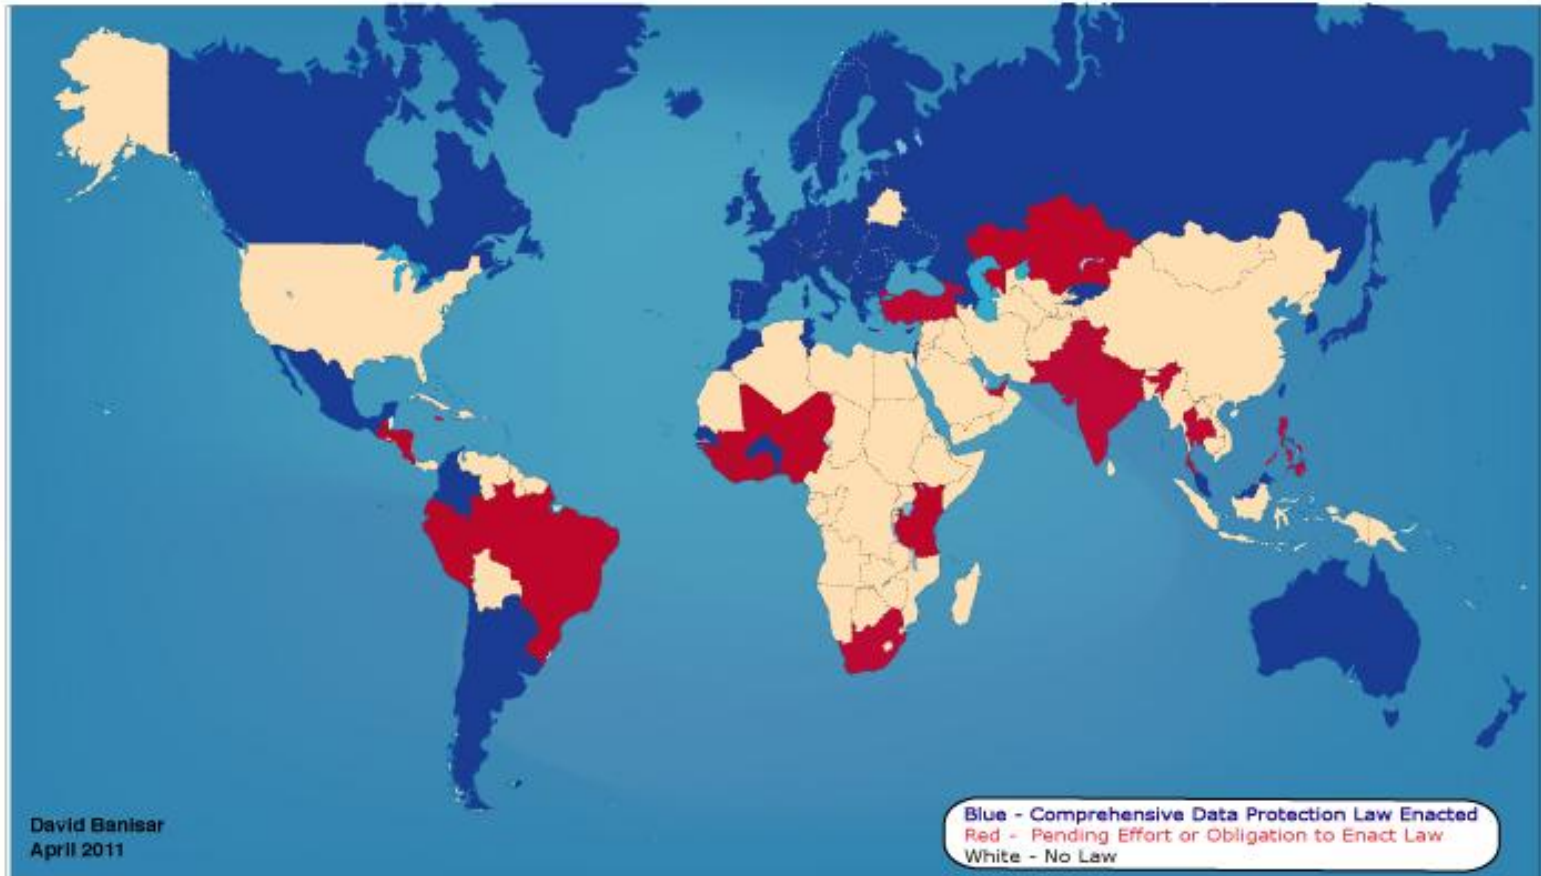 David Banisar
April 2011
Blue - Comprehensive Data Protection Law Enacted
Red - Pending Effort or Obligation to Enact Law
White - No Law